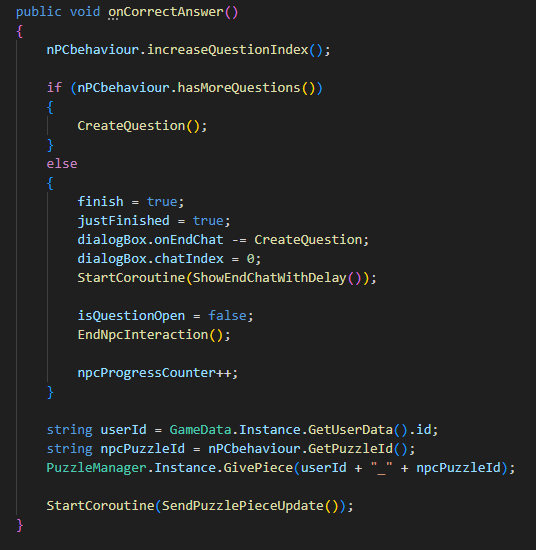 public void onCorrectAnswer()
{
    nPCbehaviour.increaseQuestionIndex();

    if (nPCbehaviour.hasMoreQuestions())
    {
        CreateQuestion();
    }
    else
    {
        finish = true;
        justFinished = true;
        dialogBox.onEndChat -= CreateQuestion;
        dialogBox.chatIndex = 0;
        StartCoroutine(ShowEndChatWithDelay());

        isQuestionOpen = false;
        EndNpcInteraction();

        npcProgressCounter++;
    }

    string userId = GameData.Instance.GetUserData().id;
    string npcPuzzleId = nPCbehaviour.GetPuzzleId();
    PuzzleManager.Instance.GivePiece(userId + "_" + npcPuzzleId);

    StartCoroutine(SendPuzzlePieceUpdate());
}